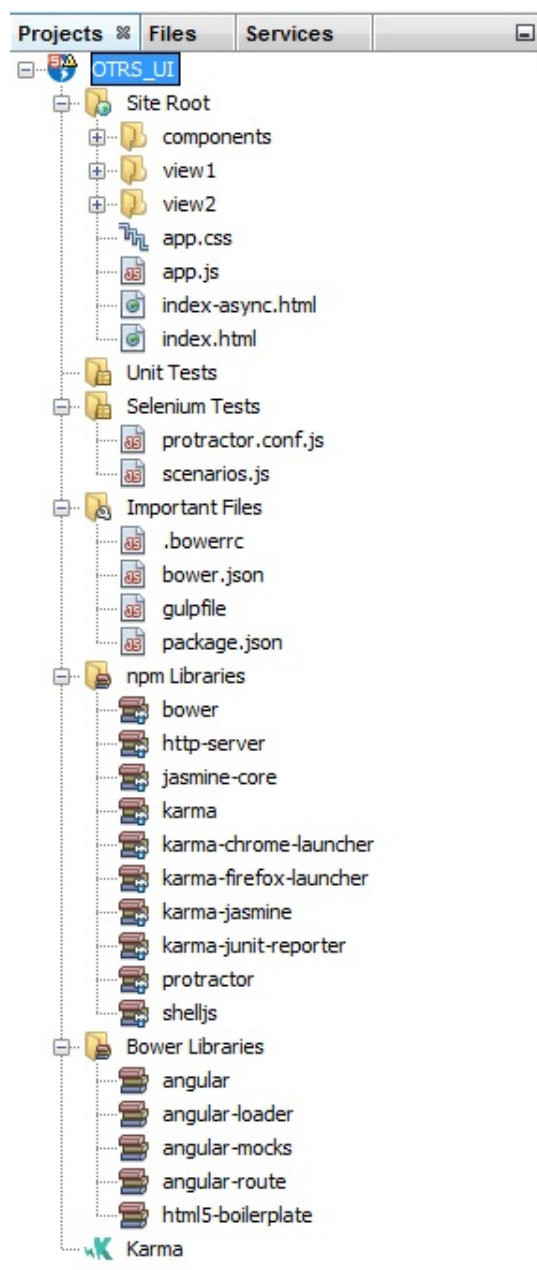 Projects Files Services
OTRS_UI
Site Root
components
view1
view2
app.css
app.js
index-async.html
index.html
Unit Tests
Selenium Tests
protractor.conf.js
scenarios.js
Important Files
.bowerrc
bower.json
gulpfile
package.json
npm Libraries
bower
http-server
jasmine-core
karma
karma-chrome-launcher
karma-firefox-launcher
karma-jasmine
karma-junit-reporter
protractor
shelljs
Bower Libraries
angular
angular-loader
angular-mocks
angular-route
html5-boilerplate
Karma